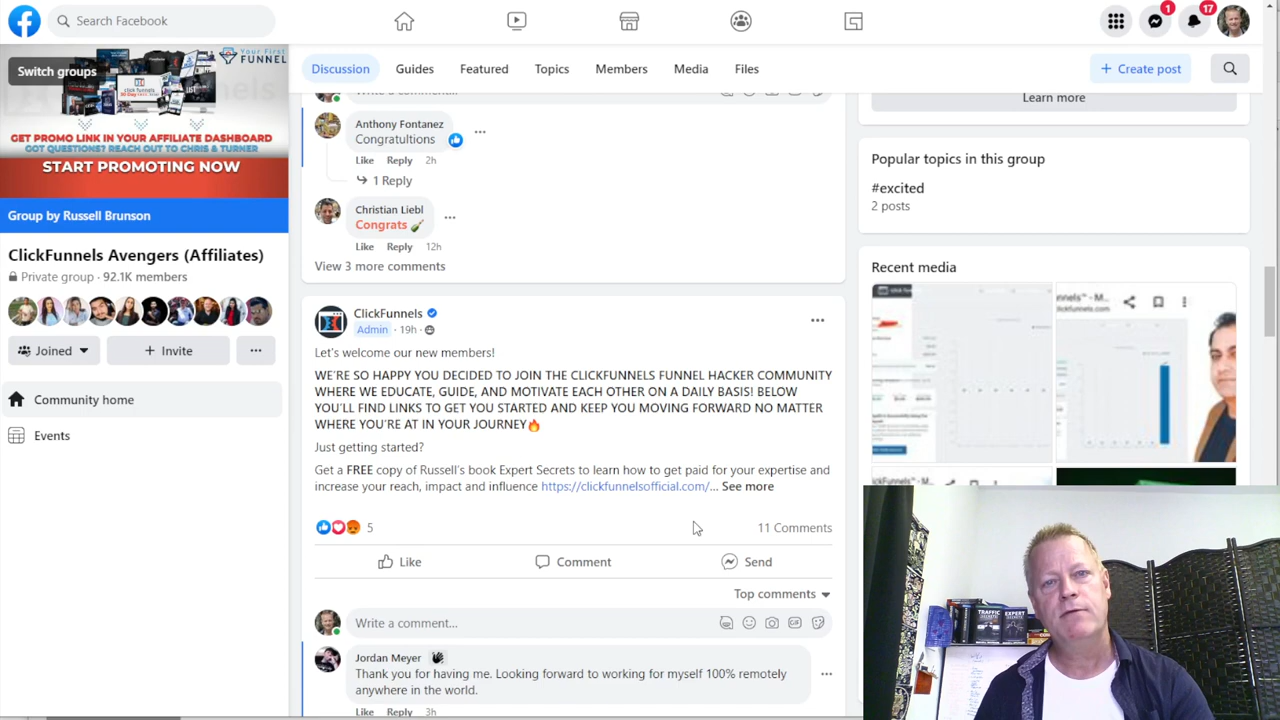 Search Facebook
1
17
Switch groups
Your First
FUNNEL
click funnels
GET PROMO LINK IN YOUR AFFILIATE DASHBOARD
GOT QUESTIONS? REACH OUT TO CHRIS & TURNER
START PROMOTING NOW
Group by Russell Brunson
ClickFunnels Avengers (Affiliates)
Private group · 92.1K members
Joined
+ Invite
Community home
Events
Discussion
Guides
Featured
Topics
Members
Media
Files
+ Create post
Write a comment...
Anthony Fontanez
Congratultions
Like Reply 2h
1 Reply
Christian Liebl
Congrats
Like Reply 12h
View 3 more comments
ClickFunnels
Admin · 19h ·
Let's welcome our new members!
WE'RE SO HAPPY YOU DECIDED TO JOIN THE CLICKFUNNELS FUNNEL HACKER COMMUNITY
WHERE WE EDUCATE, GUIDE, AND MOTIVATE EACH OTHER ON A DAILY BASIS! BELOW
YOU'LL FIND LINKS TO GET YOU STARTED AND KEEP YOU MOVING FORWARD NO MATTER
WHERE YOU'RE AT IN YOUR JOURNEY🔥
Just getting started?
Get a FREE copy of Russell's book Expert Secrets to learn how to get paid for your expertise and
increase your reach, impact and influence https://clickfunnelsofficial.com/... See more
5
11 Comments
Like
Comment
Send
Top comments
Write a comment...
Jordan Meyer
Thank you for having me. Looking forward to working for myself 100% remotely
anywhere in the world.
Like Reply 3h
Learn more
Popular topics in this group
#excited
2 posts
Recent media
TRAFFIC
SECRETS
EXPERT
SECRETS